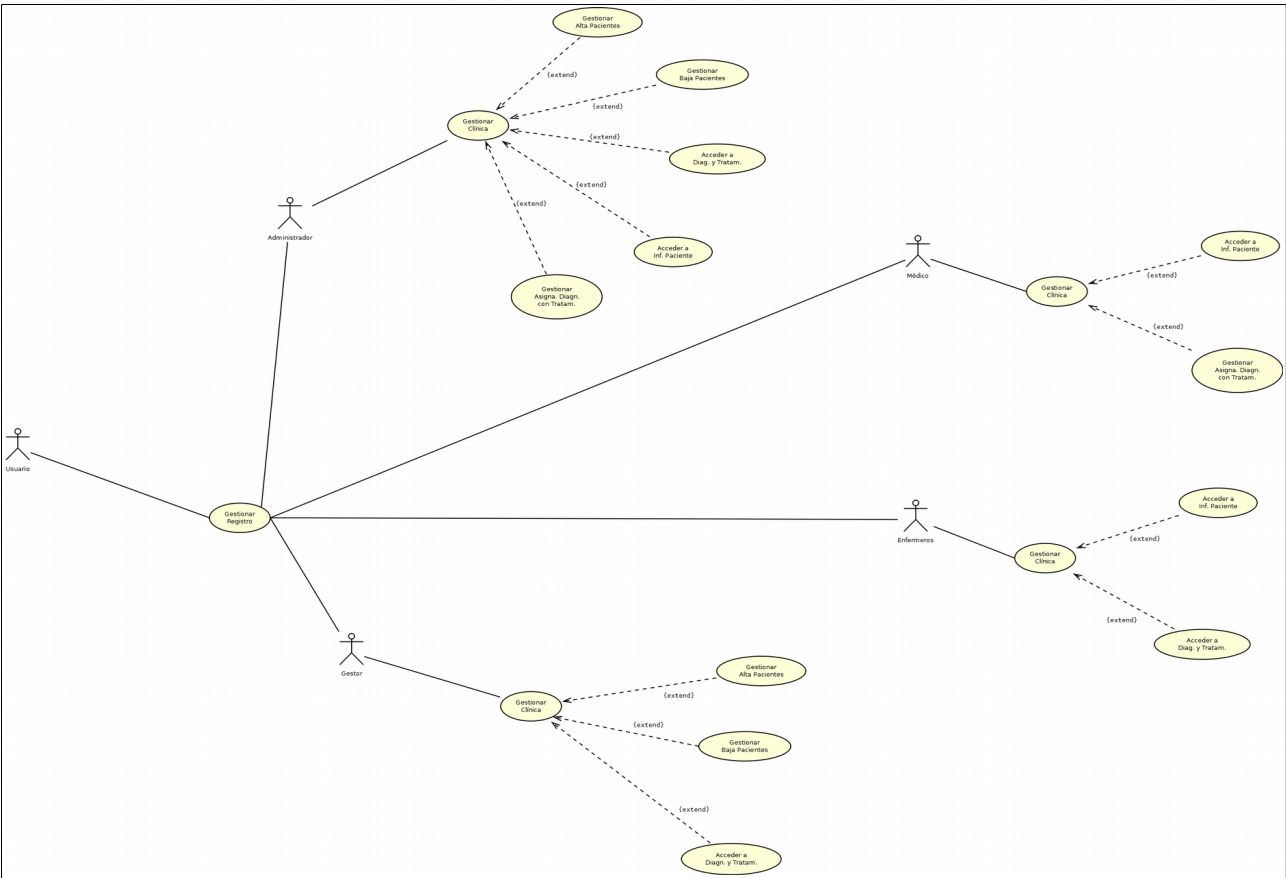 Gestionar
Alta Pacientes
{extend}
Gestionar
Baja Pacientes
{extend}
Gestionar
Clínica
{extend}
Acceder a
Diag. y Tratam.
{extend}
{extend}
Administrador
Acceder a
Inf. Paciente
Gestionar
Asigna. Diagn.
con Tratam.
Médico
Acceder a
Inf. Paciente
{extend}
Gestionar
Clínica
{extend}
Gestionar
Asigna. Diagn.
con Tratam.
Usuario
Gestionar
Registro
Enfermeros
Acceder a
Inf. Paciente
{extend}
Gestionar
Clínica
{extend}
Acceder a
Diag. y Tratam.
Gestor
Gestionar
Alta Pacientes
{extend}
Gestionar
Clínica
{extend}
Gestionar
Baja Pacientes
{extend}
Acceder a
Diagn. y Tratam.